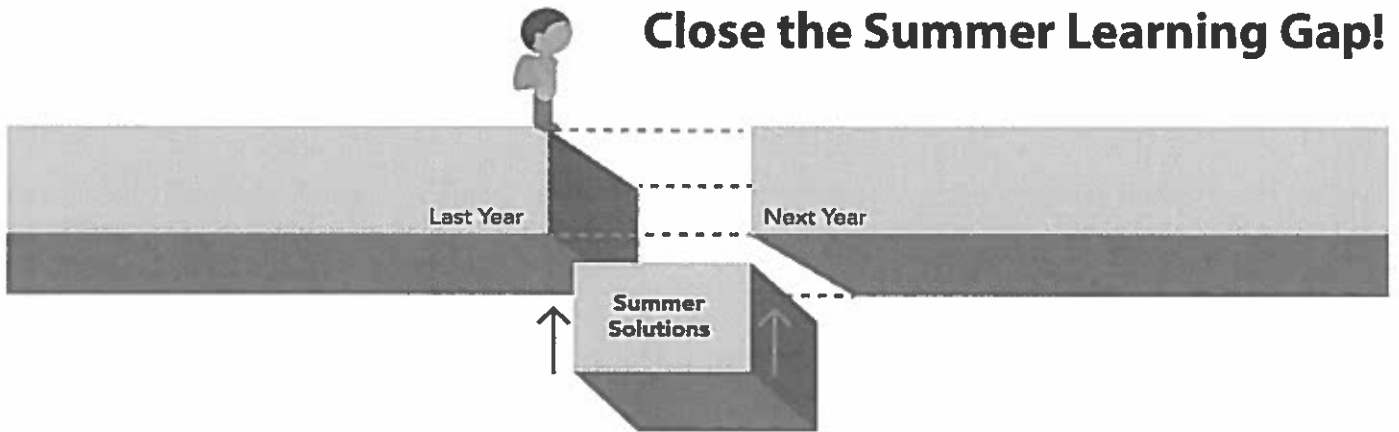 Close the Summer Learning Gap!
Last Year
Next Year
Summer
Solutions